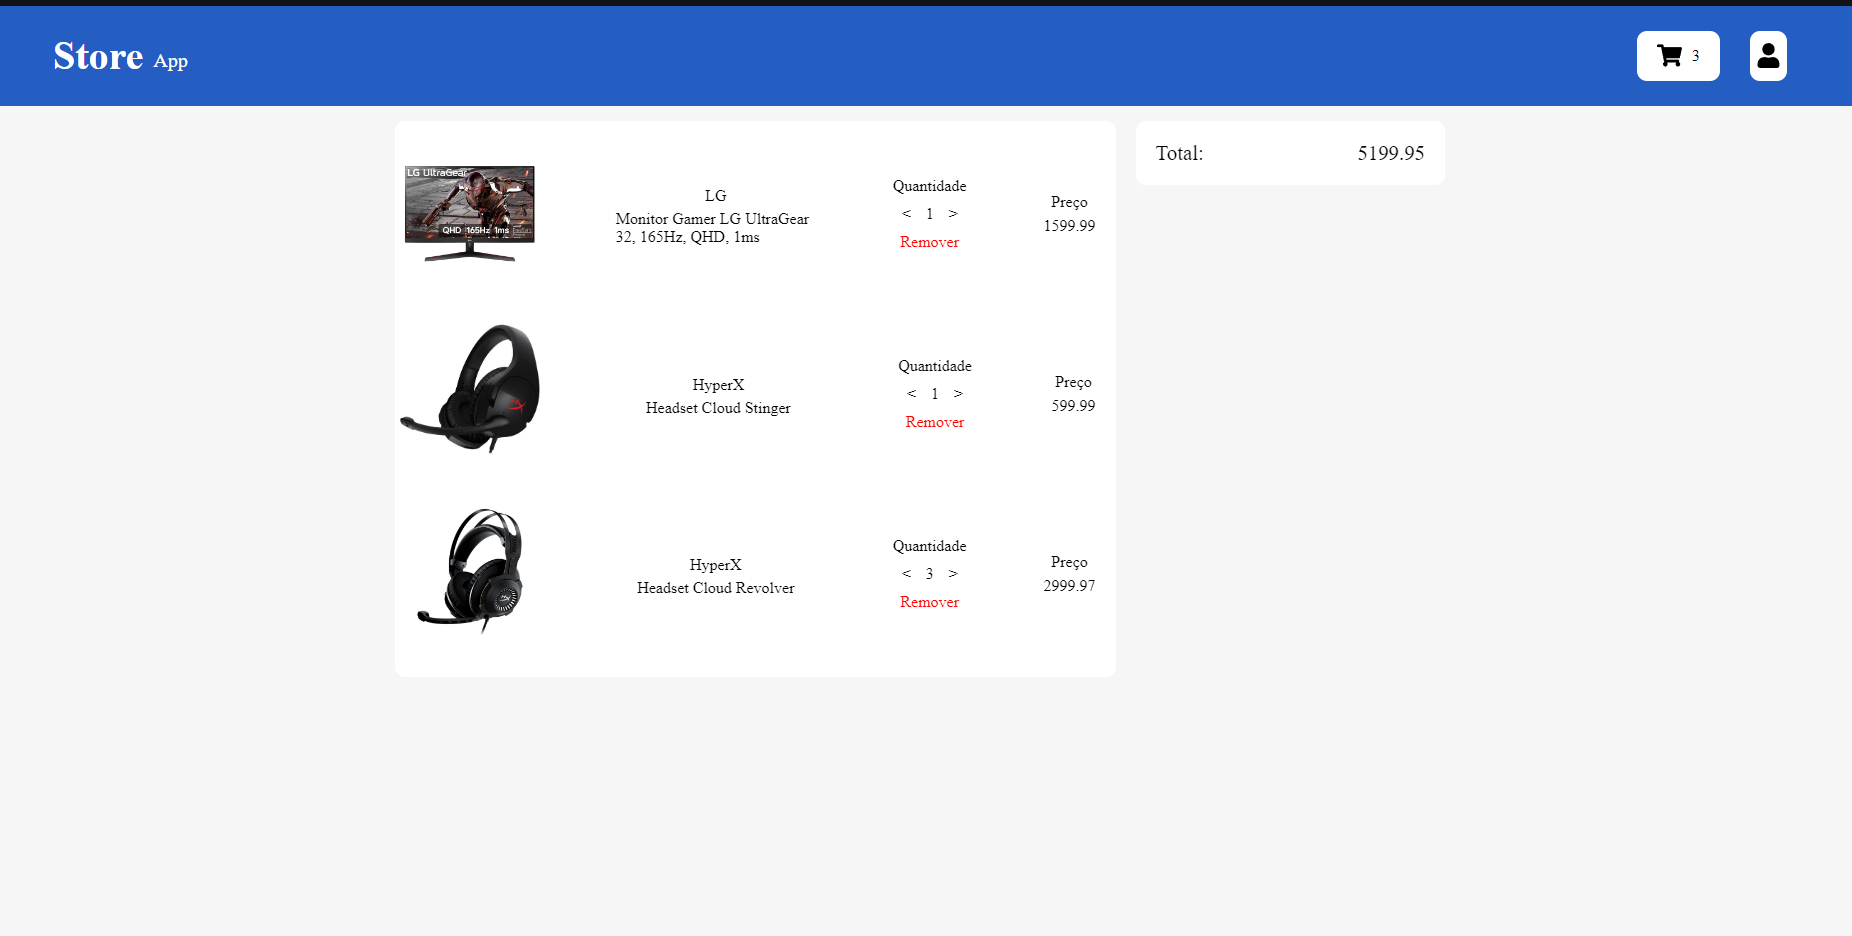 Store App
3
LG UltraGear
QHD 165Hz 1ms
LG
Monitor Gamer LG UltraGear
32, 165Hz, QHD, 1ms
Quantidade
< 1 >
Remover
Preço
1599.99
HyperX
Headset Cloud Stinger
Quantidade
< 1 >
Remover
Preço
599.99
HyperX
Headset Cloud Revolver
Quantidade
< 3 >
Remover
Preço
2999.97
Total: 5199.95